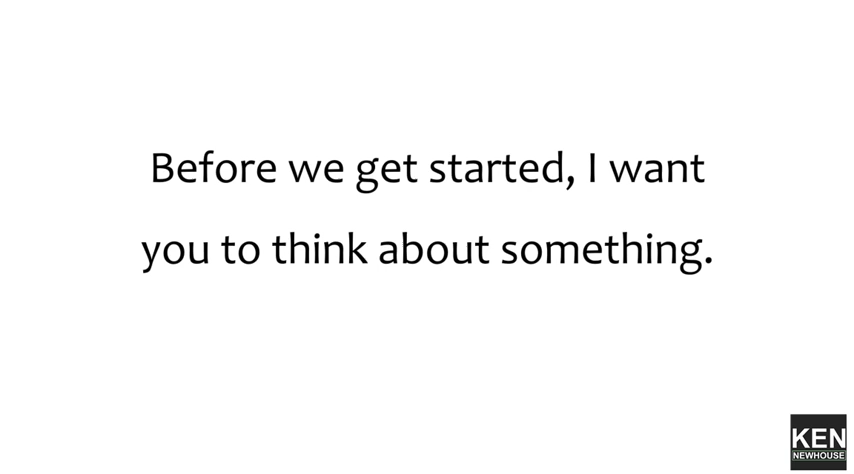 Before we get started, I want
you to think about something.
KEN
NEWHOUSE